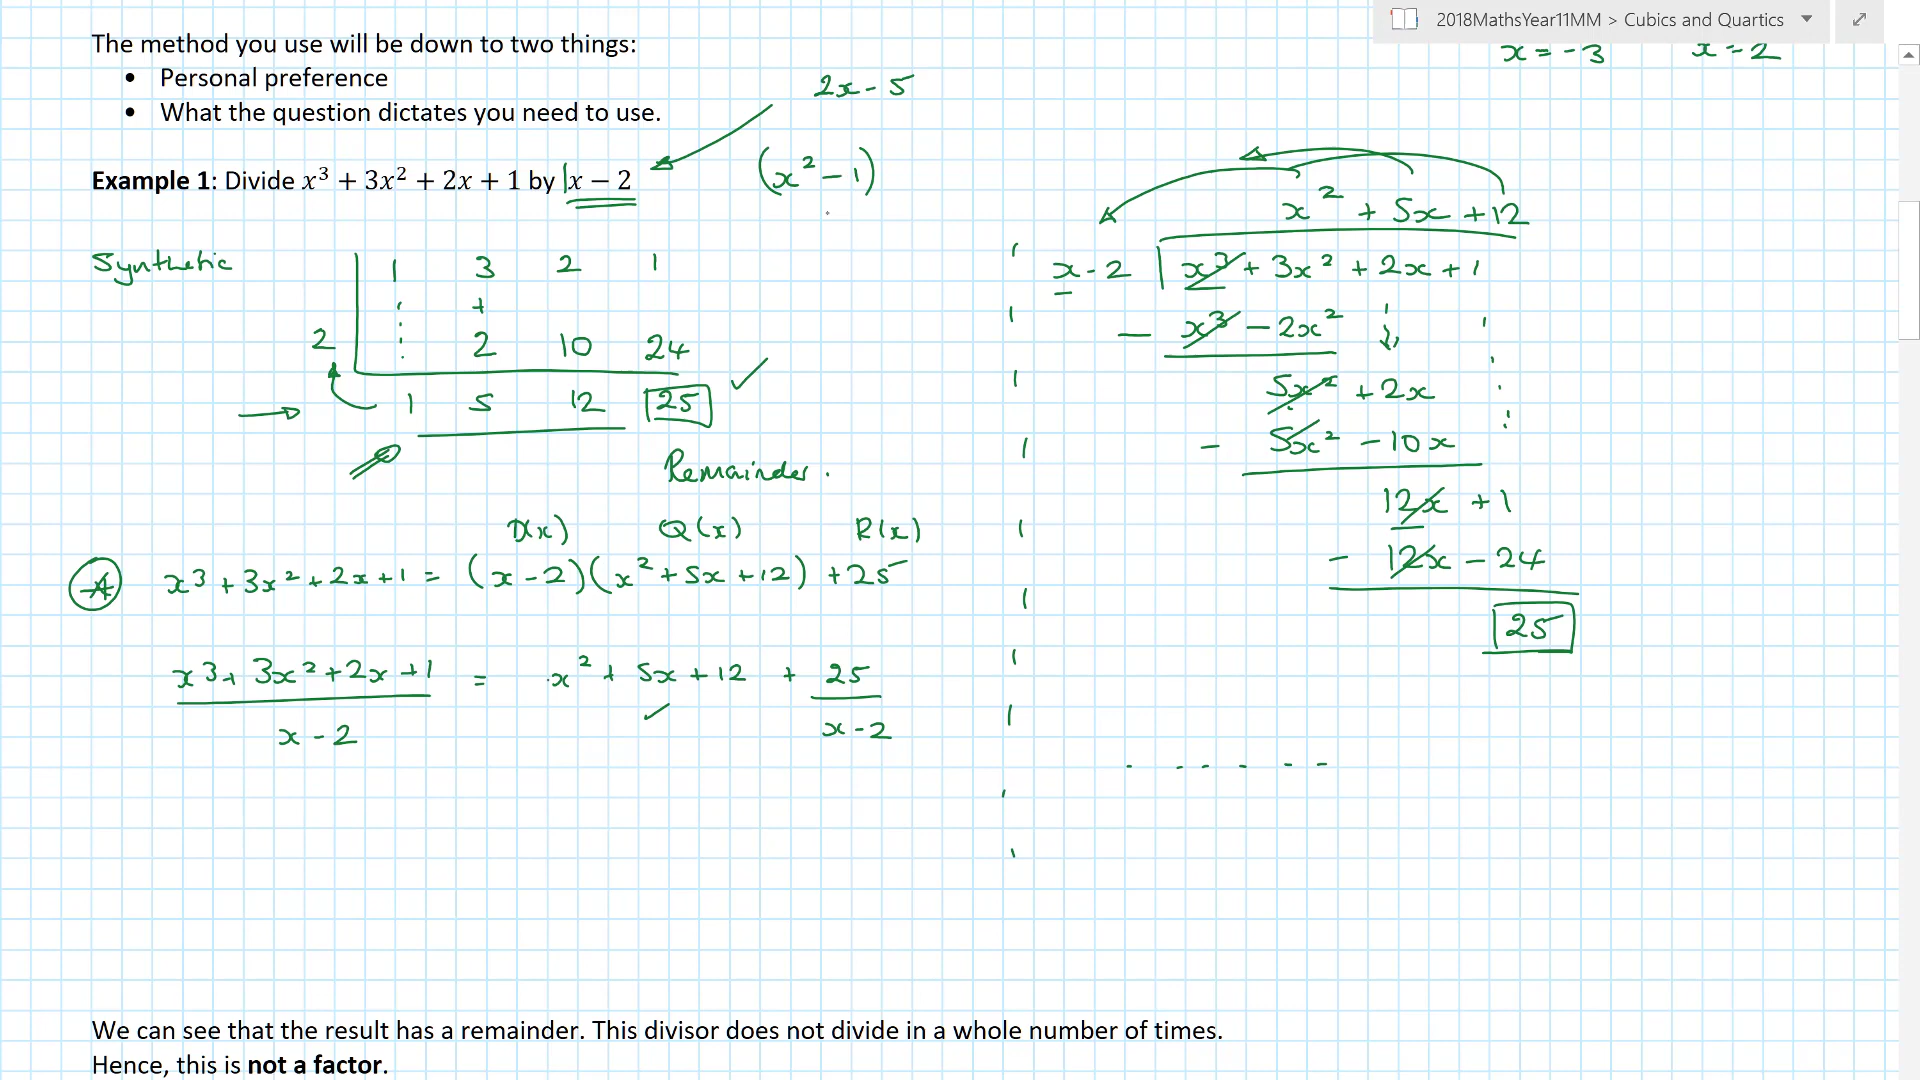 2018MathsYear11MM > Cubics and Quartics
The method you use will be down to two things:
• Personal preference
• What the question dictates you need to use.
x = -3 x = 2
2x - 5
Example 1: Divide x³ + 3x² + 2x + 1 by x − 2
(x² - 1)
Synthetic
1 3 2 1
+
2 2 10 24
1 5 12 25
Remainder.
D(x) Q(x) R(x)
x³ + 3x² + 2x + 1 = (x - 2)(x² + 5x + 12) + 25
x³ + 3x² + 2x + 1 = x² + 5x + 12 + 25
x - 2 x - 2
x² + 5x + 12
x - 2 x³ + 3x² + 2x + 1
- x³ - 2x²
5x² + 2x
- 5x² - 10x
12x + 1
- 12x - 24
25
We can see that the result has a remainder. This divisor does not divide in a whole number of times.
Hence, this is not a factor.